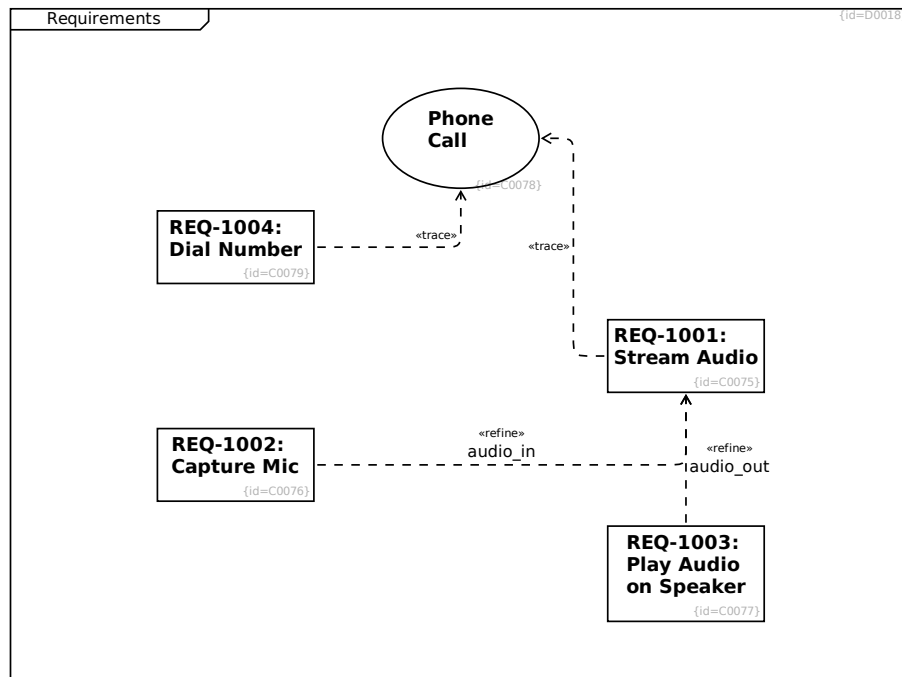 Requirements
{id=D0018
Phone
Call
{id=C0078}
REQ-1004:
Dial Number
{id=C0079}
«trace»
«trace»
REQ-1001:
Stream Audio
{id=C0075}
REQ-1002:
Capture Mic
{id=C0076}
«refine»
audio_in
«refine»
audio_out
REQ-1003:
Play Audio
on Speaker
{id=C0077}